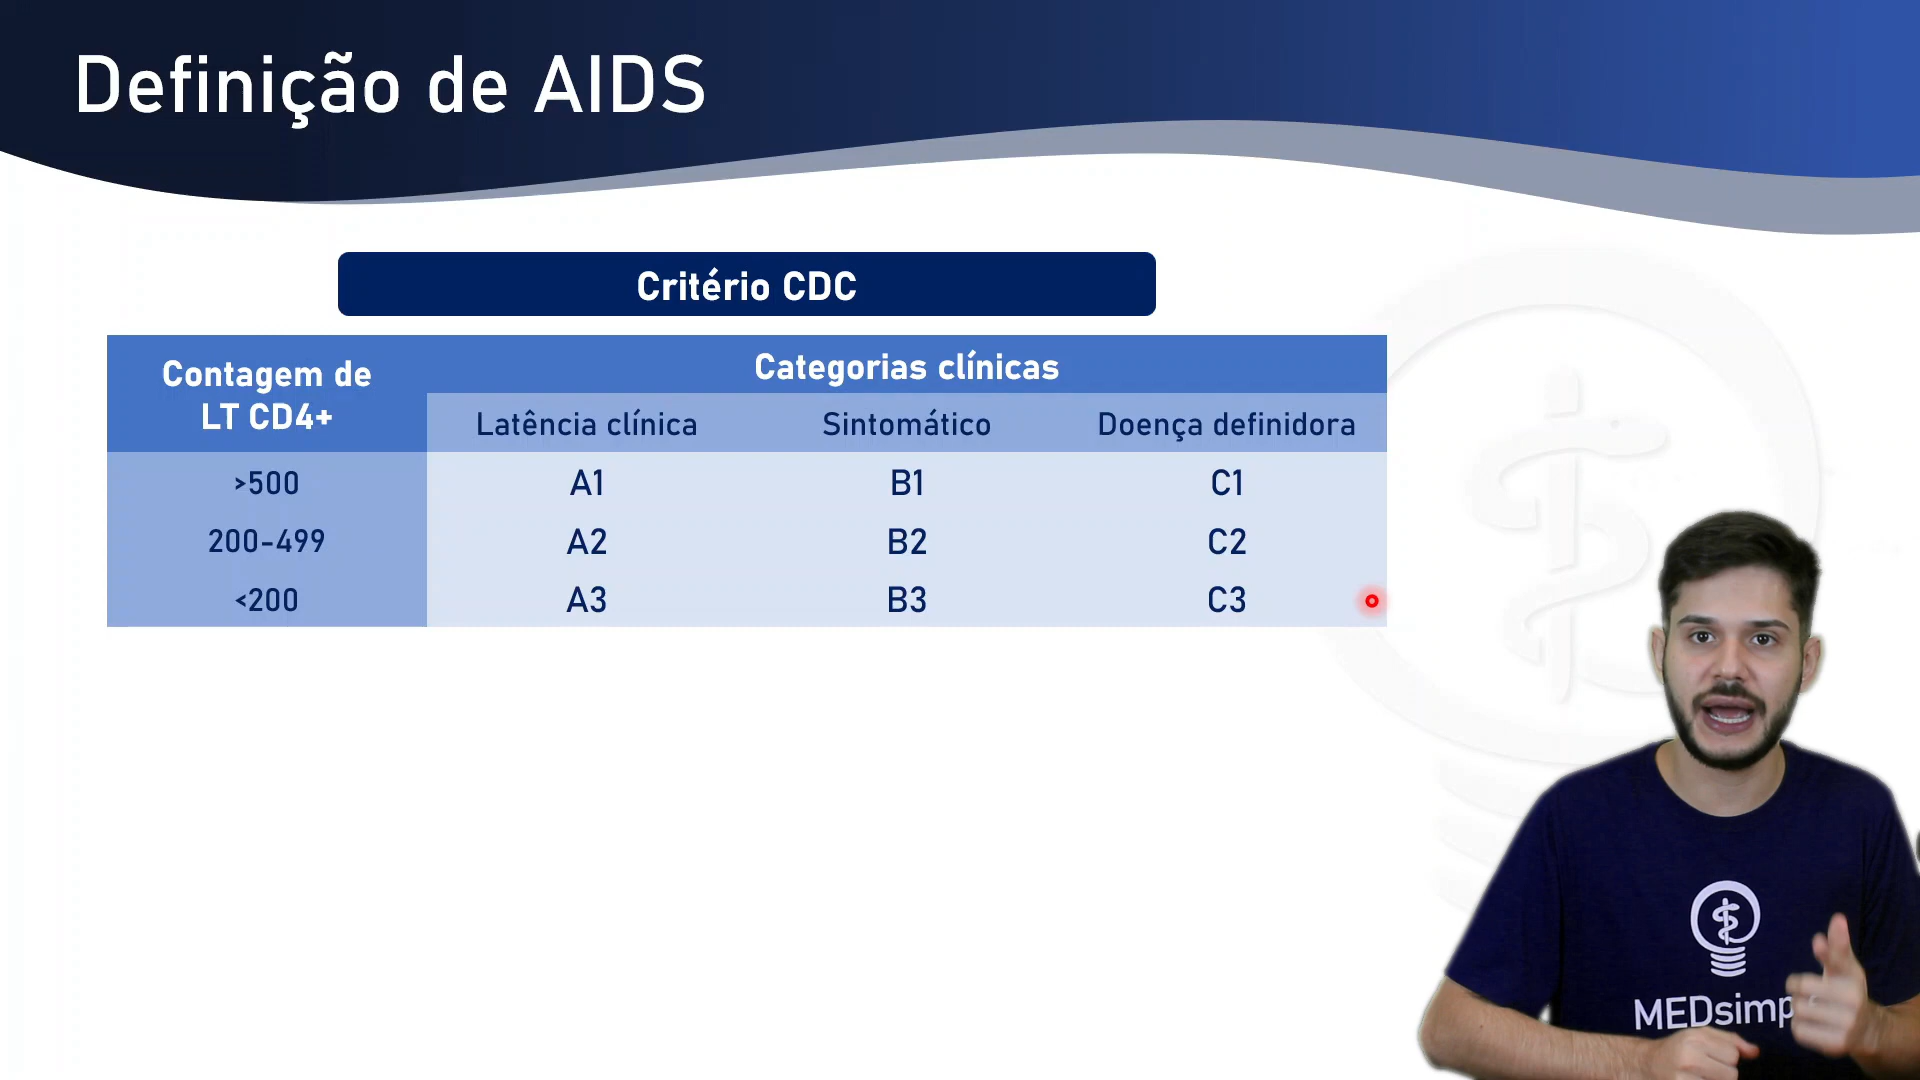 Definição de AIDS
Critério CDC
Contagem de
LT CD4+
Categorias clínicas
Latência clínica Sintomático Doença definidora
>500 A1 B1 C1
200-499 A2 B2 C2
<200 A3 B3 C3
MEDsimp